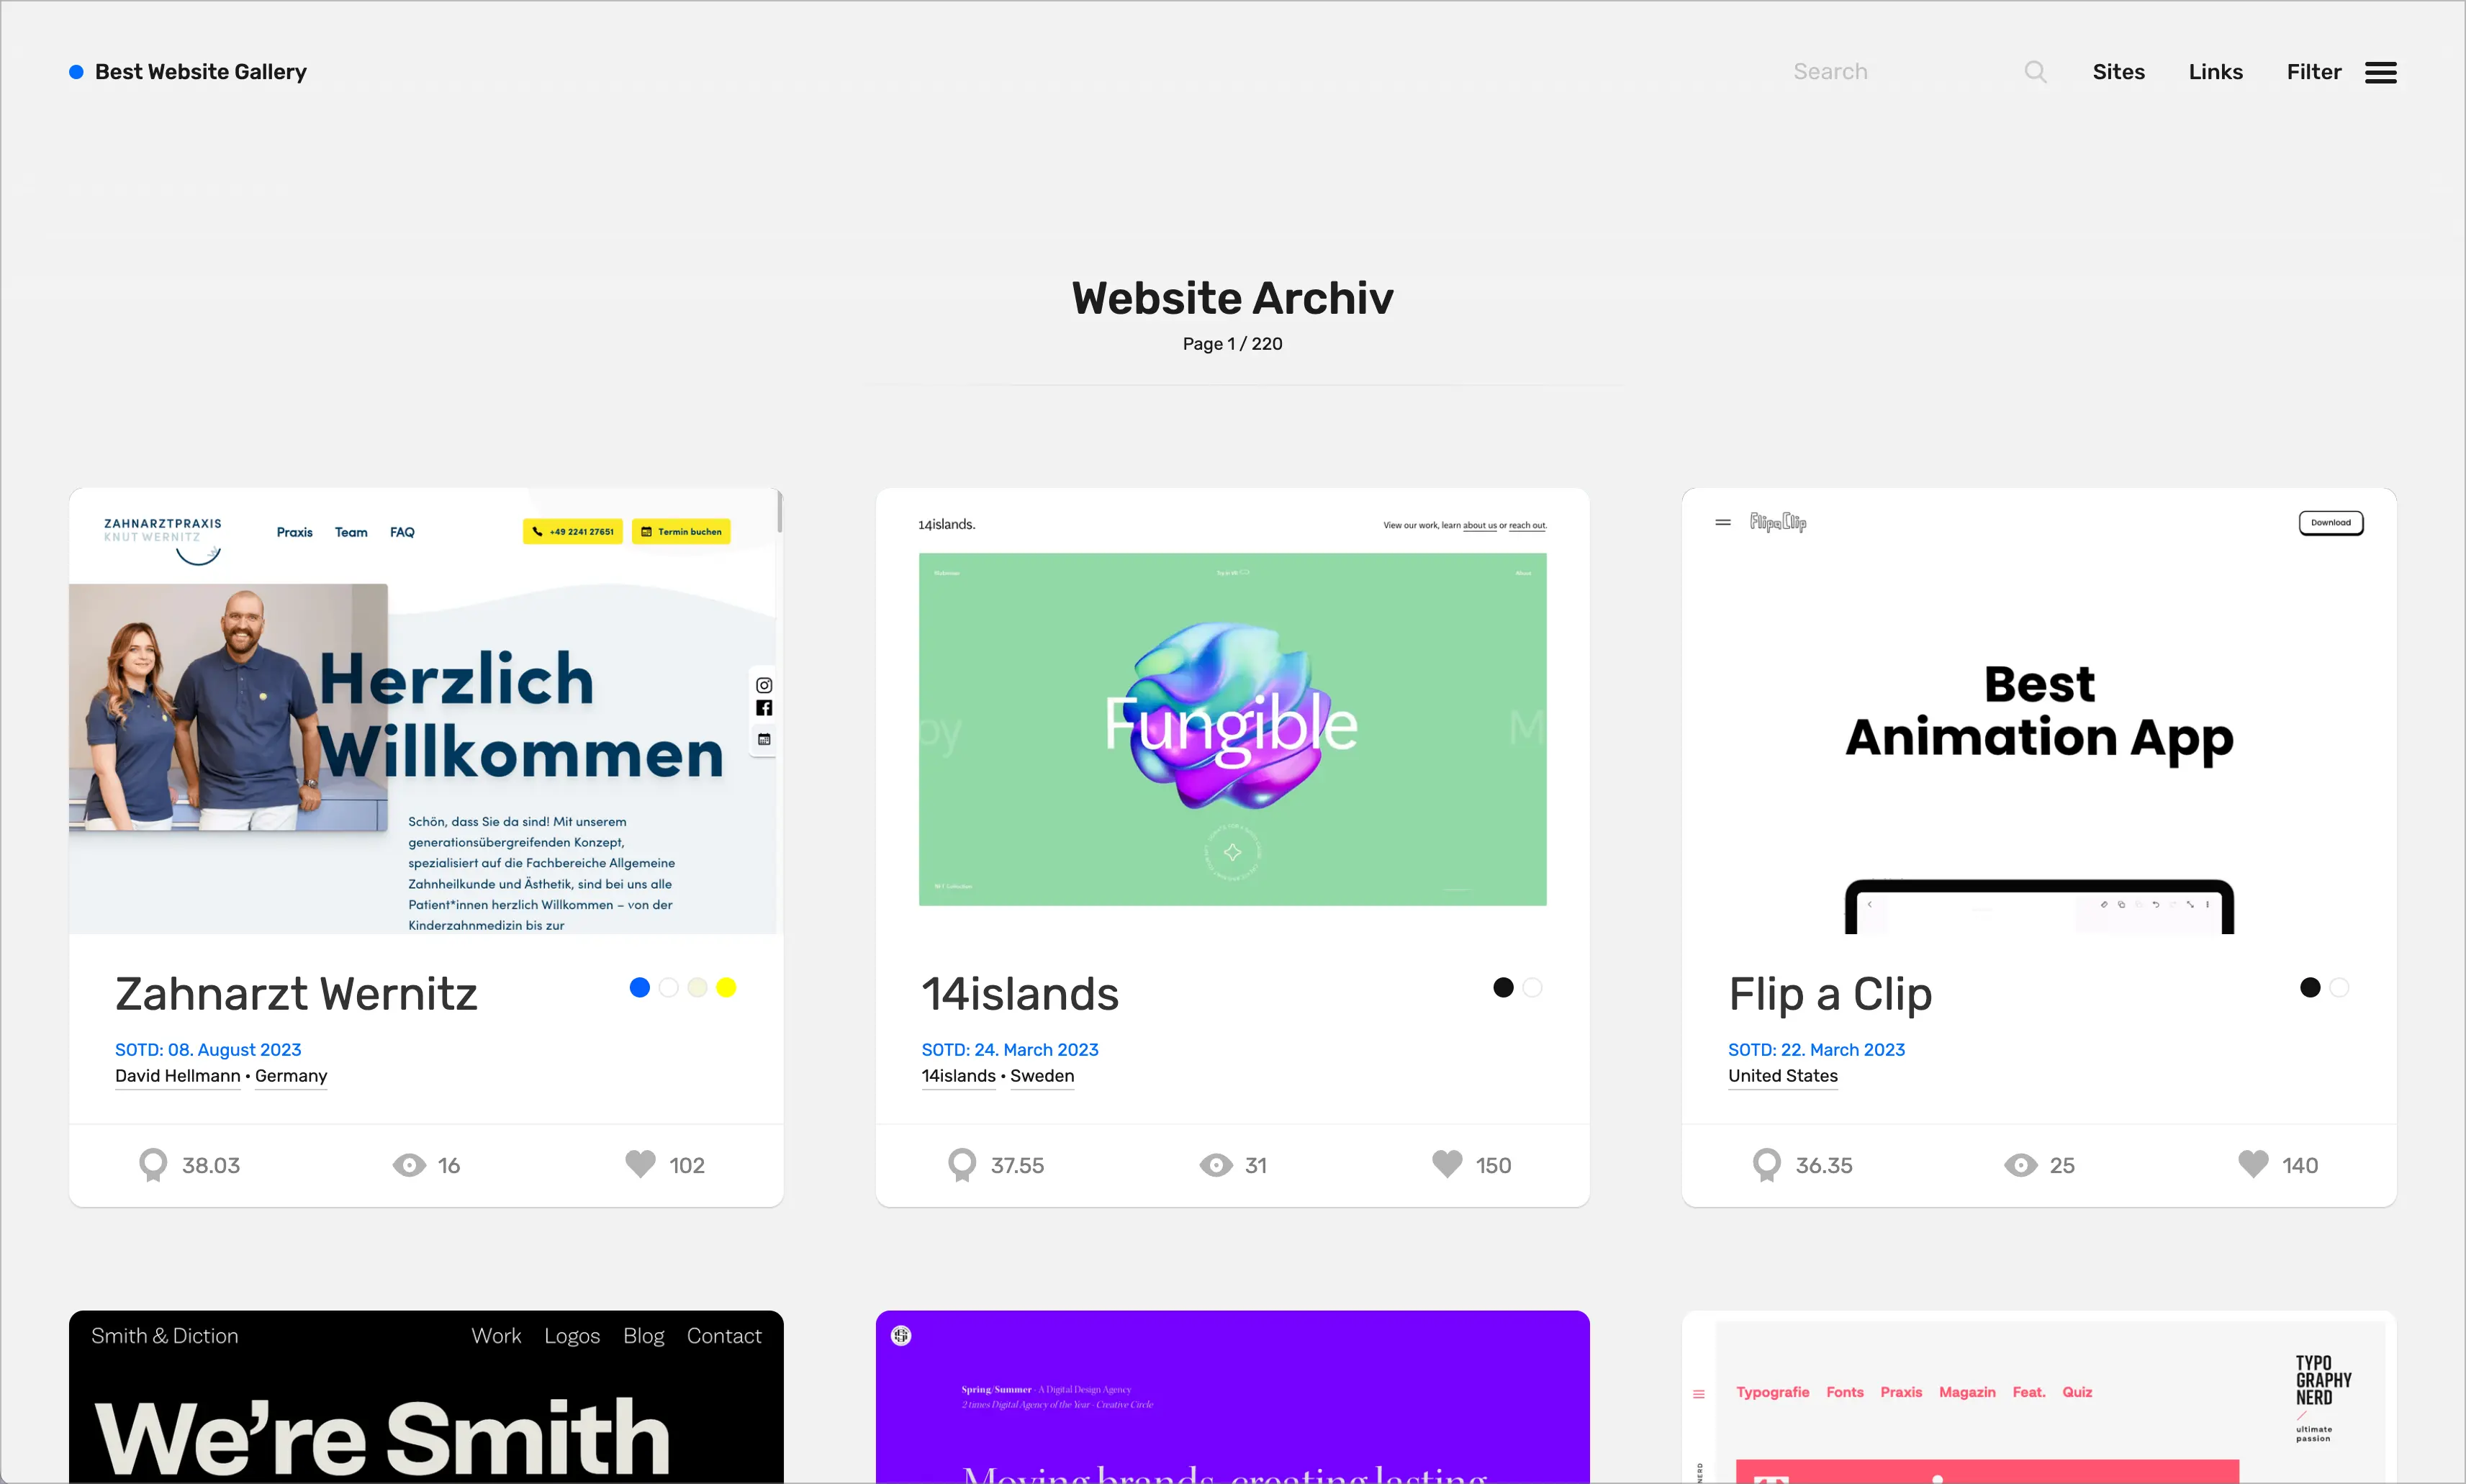 Best Website Gallery
Search
Sites
Links
Filter
Website Archiv
Page 1 / 220
ZAHNARZTPRAXIS
KNUT WERNITZ
Praxis
Team
FAQ
+49 2241 27651
Termin buchen
Herzlich
Willkommen
Schön, dass Sie da sind! Mit unserem
generationsübergreifenden Konzept,
spezialisiert auf die Fachbereiche Allgemeine
Zahnheilkunde und Ästhetik, sind bei uns alle
Patient*innen herzlich Willkommen – von der
Kinderzahnmedizin bis zur
Zahnarzt Wernitz
SOTD: 08. August 2023
David Hellmann • Germany
38.03
16
102
14islands.
View our work, learn about us or reach out.
py
Fungible
M
14islands
SOTD: 24. March 2023
14islands • Sweden
37.55
31
150
FlipaClip
Download
Best
Animation App
Flip a Clip
SOTD: 22. March 2023
United States
36.35
25
140
Smith & Diction
Work
Logos
Blog
Contact
We’re Smith
Spring/Summer - A Digital Design Agency
2 times Digital Agency of the Year - Creative Circle
Moving brands, creating lasting
Typografie
Fonts
Praxis
Magazin
Feat.
Quiz
TYPO
GRAPHY
NERD
/
ultimate
passion
NERD